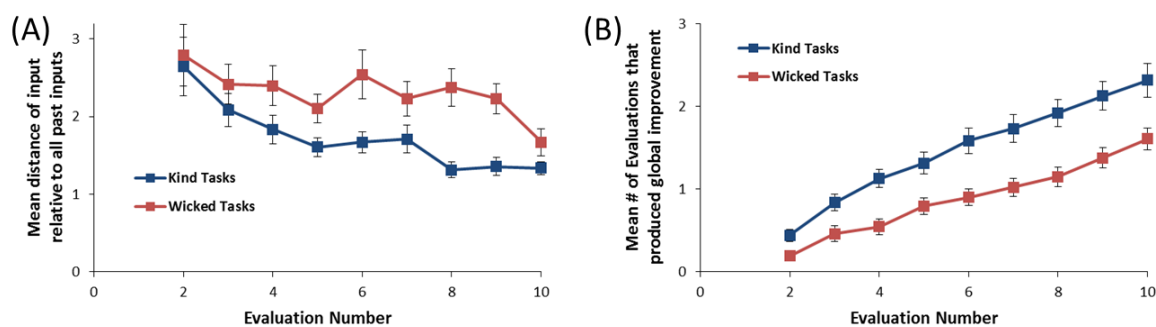 (A)
Mean distance of input
relative to all past inputs
3
2
1
0
Kind Tasks
Wicked Tasks
0 2 4 6 8 10
Evaluation Number
(B)
Mean # of Evaluations that
produced global improvement
3
2
1
0
Kind Tasks
Wicked Tasks
0 2 4 6 8 10
Evaluation Number